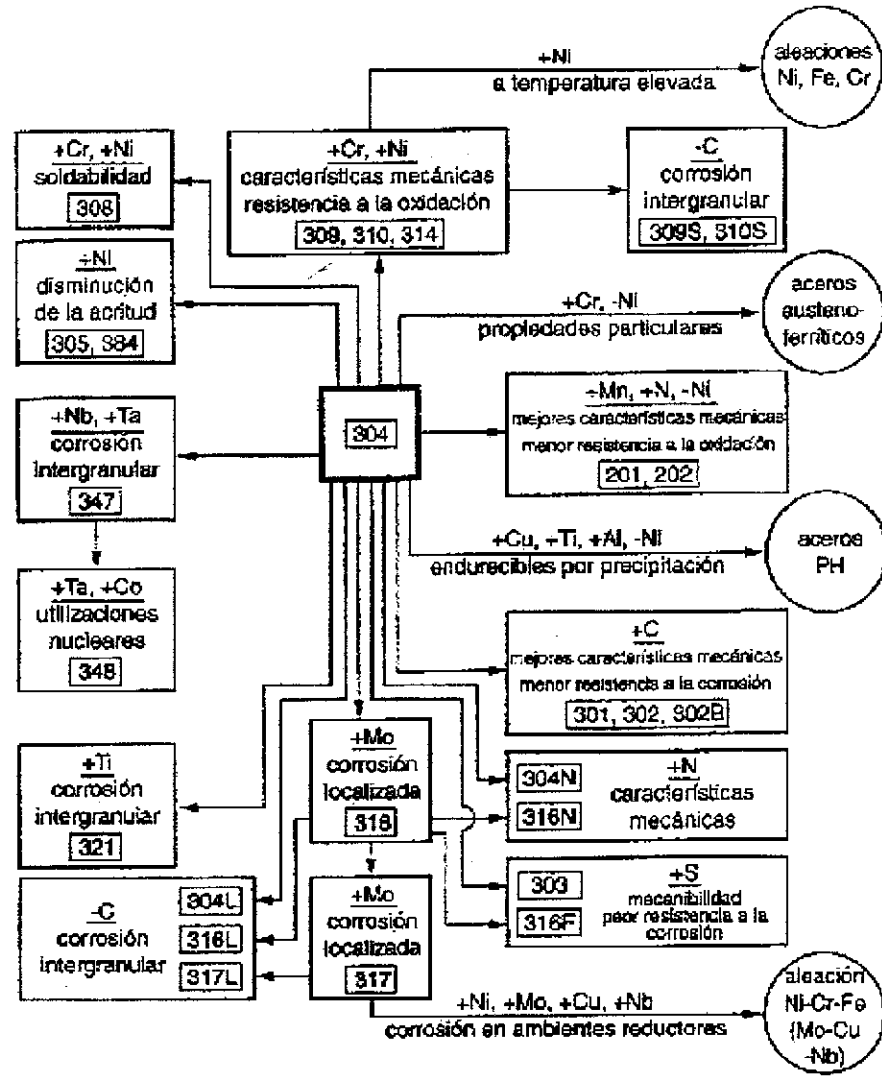 +Ni
a temperatura elevada
aleaciones
Ni, Fe, Cr
+Cr, +Ni
soldabilidad
308
+Cr, +Ni
características mecánicas
resistencia a la oxidación
309, 310, 314
-C
corrosión
intergranular
309S, 310S
+Ni
disminución
de la acritud
305, 384
+Cr, -Ni
propiedades particulares
aceros
austeno-
ferríticos
304
+Mn, +N, -Ni
mejores características mecánicas
menor resistencia a la oxidación
201, 202
+Nb, +Ta
corrosión
intergranular
347
+Cu, +Ti, +Al, -Ni
endurecibles por precipitación
aceros
PH
+Ta, +Co
utilizaciones
nucleares
348
+C
mejores características mecánicas
menor resistencia a la corrosión
301, 302, 302B
+Mo
corrosión
localizada
316
+Ti
corrosión
intergranular
321
304N
316N
+N
características
mecánicas
-C
corrosión
intergranular
304L
316L
317L
+Mo
corrosión
localizada
317
303
316F
+S
mecanibilidad
peor resistencia a la
corrosión
+Ni, +Mo, +Cu, +Nb
corrosión en ambientes reductores
aleación
Ni-Cr-Fe
(Mo-Cu
-Nb)